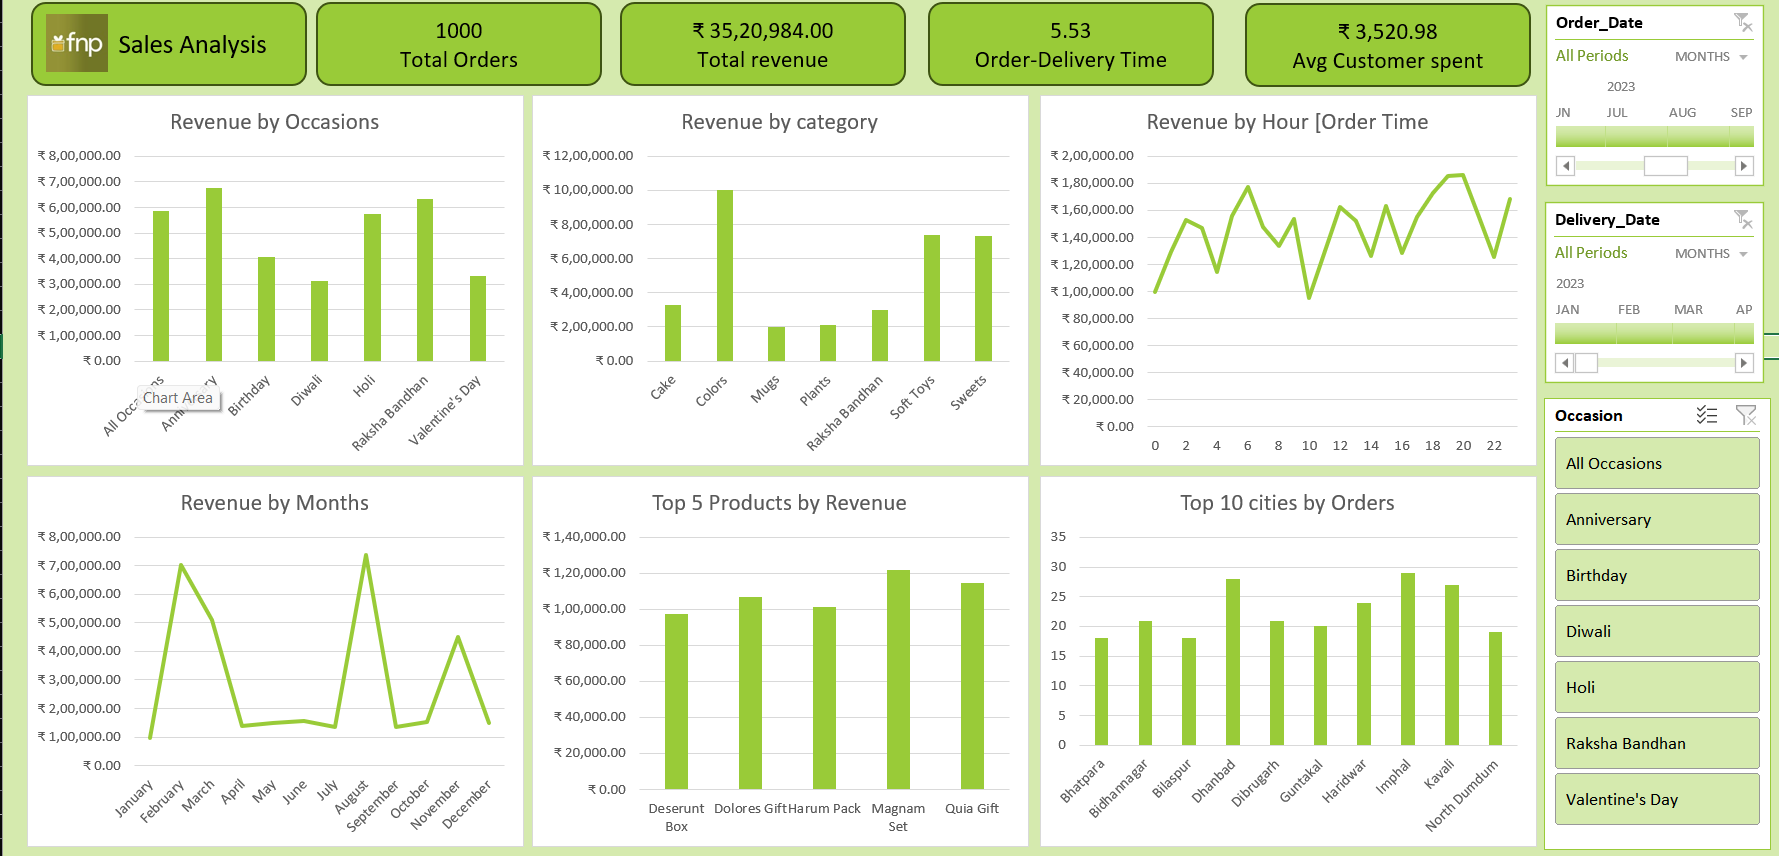 fnp
Sales Analysis
1000
Total Orders
₹ 35,20,984.00
Total revenue
5.53
Order-Delivery Time
₹ 3,520.98
Avg Customer spent
Revenue by Occasions
₹ 8,00,000.00
₹ 7,00,000.00
₹ 6,00,000.00
₹ 5,00,000.00
₹ 4,00,000.00
₹ 3,00,000.00
₹ 2,00,000.00
₹ 1,00,000.00
₹ 0.00
Birthday
Diwali
Holi
Raksha Bandhan
Valentine's Day
Chart Area
Revenue by category
₹ 12,00,000.00
₹ 10,00,000.00
₹ 8,00,000.00
₹ 6,00,000.00
₹ 4,00,000.00
₹ 2,00,000.00
₹ 0.00
Cake
Colors
Mugs
Plants
Raksha Bandhan
Soft Toys
Sweets
Revenue by Hour [Order Time
₹ 2,00,000.00
₹ 1,80,000.00
₹ 1,60,000.00
₹ 1,40,000.00
₹ 1,20,000.00
₹ 1,00,000.00
₹ 80,000.00
₹ 60,000.00
₹ 40,000.00
₹ 20,000.00
₹ 0.00
0 2 4 6 8 10 12 14 16 18 20 22
Revenue by Months
₹ 8,00,000.00
₹ 7,00,000.00
₹ 6,00,000.00
₹ 5,00,000.00
₹ 4,00,000.00
₹ 3,00,000.00
₹ 2,00,000.00
₹ 1,00,000.00
₹ 0.00
January
February
March
April
May
June
July
August
September
October
November
December
Top 5 Products by Revenue
₹ 1,40,000.00
₹ 1,20,000.00
₹ 1,00,000.00
₹ 80,000.00
₹ 60,000.00
₹ 40,000.00
₹ 20,000.00
₹ 0.00
Deserunt Box
Dolores Gift
Harum Pack
Magnam Set
Quia Gift
Top 10 cities by Orders
35
30
25
20
15
10
5
0
Bhatpara
Bidhannagar
Bilaspur
Dhanbad
Dibrugarh
Guntakal
Haridwar
Imphal
Kavali
North Dumdum
Order_Date
All Periods MONTHS
2023
JN JUL AUG SEP
Delivery_Date
All Periods MONTHS
2023
JAN FEB MAR AP
Occasion
All Occasions
Anniversary
Birthday
Diwali
Holi
Raksha Bandhan
Valentine's Day